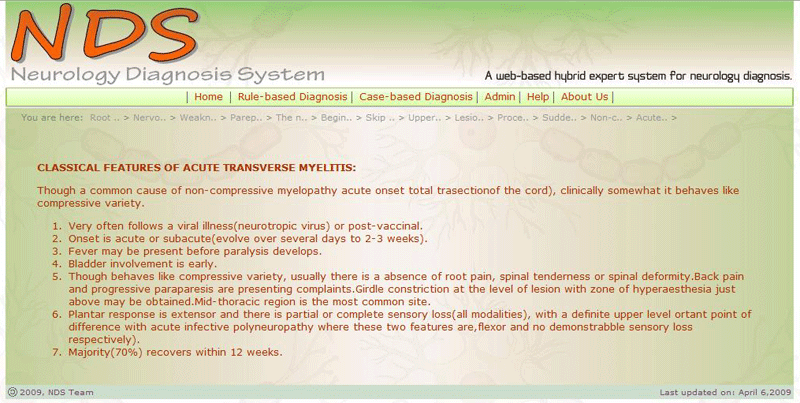 NDS
Neurology Diagnosis System
A web-based hybrid expert system for neurology diagnosis.
| Home | Rule-based Diagnosis | Case-based Diagnosis | Admin | Help | About Us |
You are here: Root .. > Nervo.. > Weakn.. > Parep.. > The n.. > Begin.. > Skip .. > Upper.. > Lesio.. > Proce.. > Sudde.. > Non-c.. > Acute.. >
CLASSICAL FEATURES OF ACUTE TRANSVERSE MYELITIS:
Though a common cause of non-compressive myelopathy acute onset total trasectionof the cord), clinically somewhat it behaves like
compressive variety.
1. Very often follows a viral illness(neurotropic virus) or post-vaccinal.
2. Onset is acute or subacute(evolve over several days to 2-3 weeks).
3. Fever may be present before paralysis develops.
4. Bladder involvement is early.
5. Though behaves like compressive variety, usually there is a absence of root pain, spinal tenderness or spinal deformity.Back pain
and progressive paraparesis are presenting complaints.Girdle constriction at the level of lesion with zone of hyperaesthesia just
above may be obtained.Mid-thoracic region is the most common site.
6. Plantar response is extensor and there is partial or complete sensory loss(all modalities), with a definite upper level ortant point of
difference with acute infective polyneuropathy where these two features are,flexor and no demonstrabble sensory loss
respectively).
7. Majority(70%) recovers within 12 weeks.
© 2009, NDS Team
Last updated on: April 6,2009